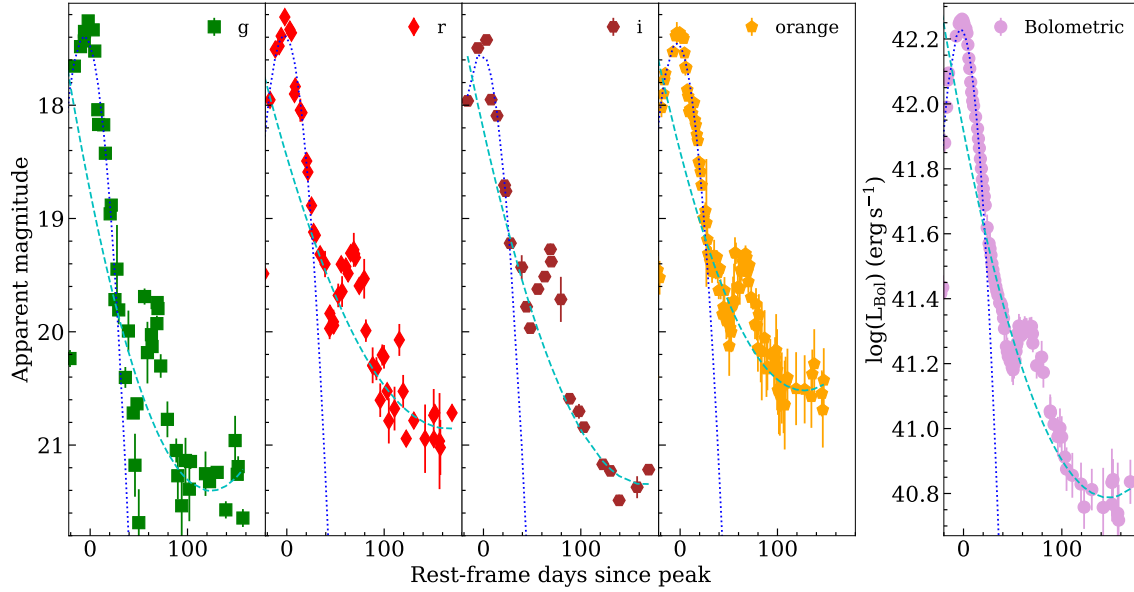 g
r
i
orange
Bolometric
18
19
20
21
Apparent magnitude
42.2
42.0
41.8
41.6
41.4
41.2
41.0
40.8
log(L_Bol) (erg s⁻¹)
0 100 0 100 0 100 0 100 0 100
Rest-frame days since peak